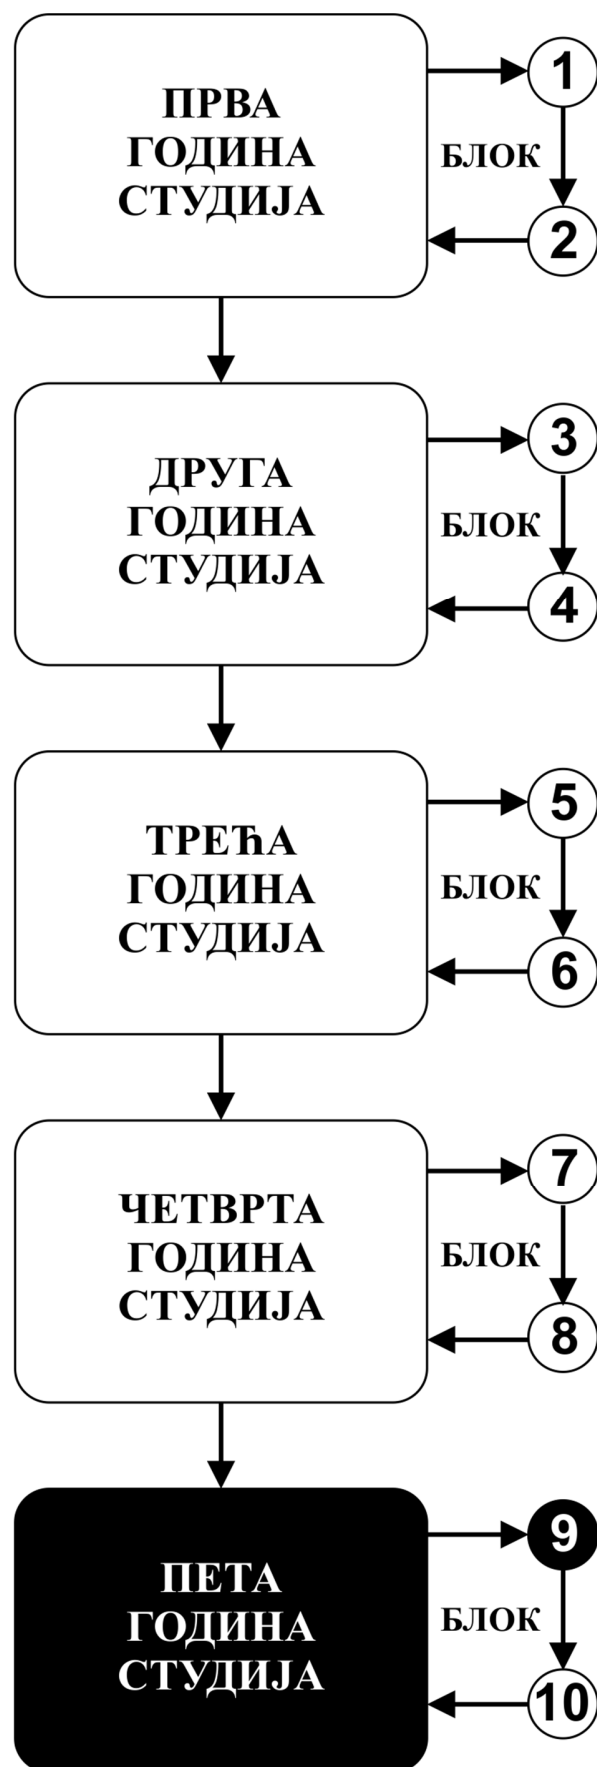 ПРВА
ГОДИНА
СТУДИЈА
1
БЛОК
2
ДРУГА
ГОДИНА
СТУДИЈА
3
БЛОК
4
ТРЕЋА
ГОДИНА
СТУДИЈА
5
БЛОК
6
ЧЕТВРТА
ГОДИНА
СТУДИЈА
7
БЛОК
8
ПЕТА
ГОДИНА
СТУДИЈА
9
БЛОК
10